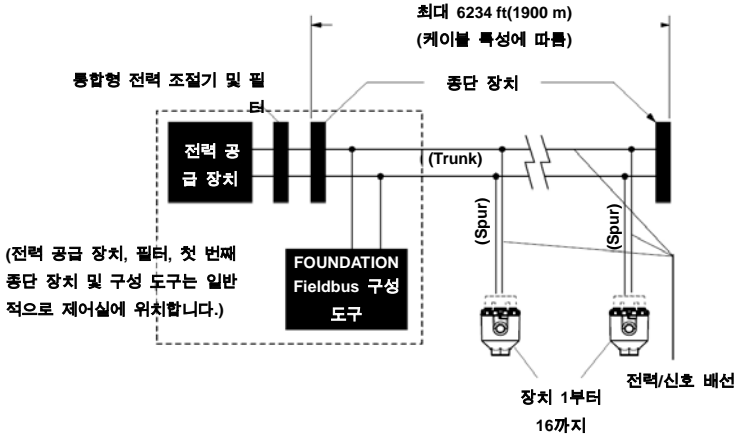 최대 6234 ft(1900 m)
(케이블 특성에 따름)
통합형 전력 조절기 및 필
터
종단 장치
전력 공
급 장치
(Trunk)
(Spur)
(Spur)
(전력 공급 장치, 필터, 첫 번째
종단 장치 및 구성 도구는 일반
적으로 제어실에 위치합니다.)
FOUNDATION
Fieldbus 구성
도구
전력/신호 배선
장치 1부터
16까지